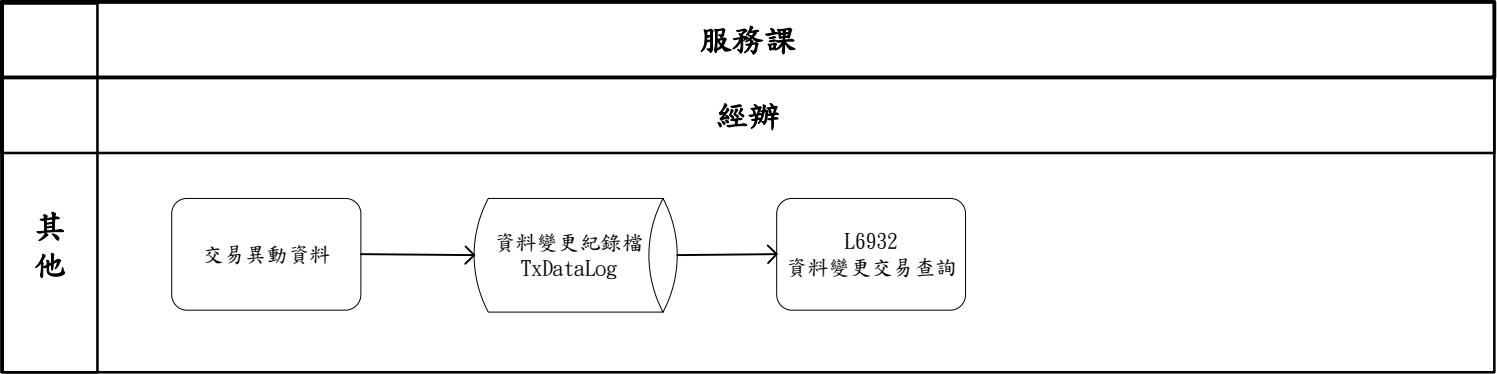 服務課
經辦
其他
交易異動資料
資料變更紀錄檔
TxDataLog
L6932
資料變更交易查詢